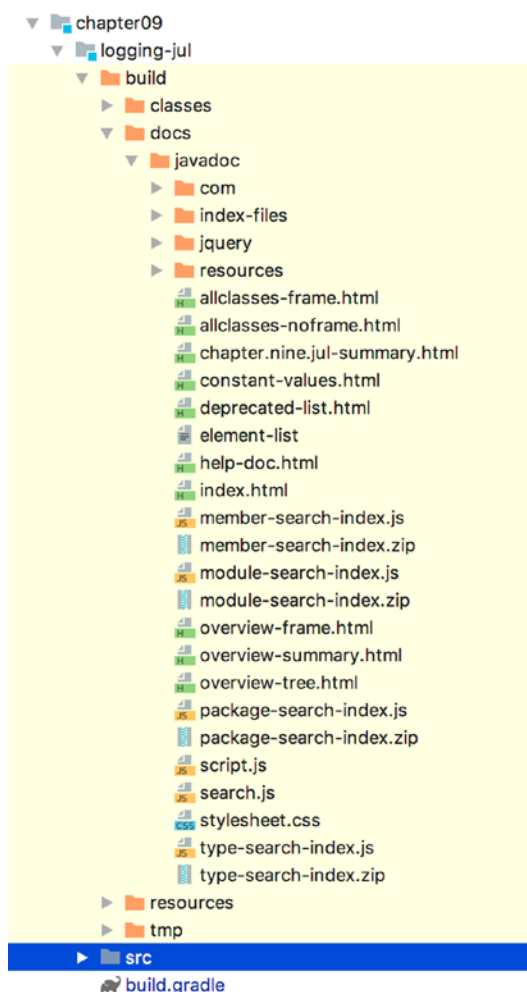 chapter09
logging-jul
build
classes
docs
javadoc
com
index-files
jquery
resources
allclasses-frame.html
allclasses-noframe.html
chapter.nine.jul-summary.html
constant-values.html
deprecated-list.html
element-list
help-doc.html
index.html
member-search-index.js
member-search-index.zip
module-search-index.js
module-search-index.zip
overview-frame.html
overview-summary.html
overview-tree.html
package-search-index.js
package-search-index.zip
script.js
search.js
stylesheet.css
type-search-index.js
type-search-index.zip
resources
tmp
src
build.gradle